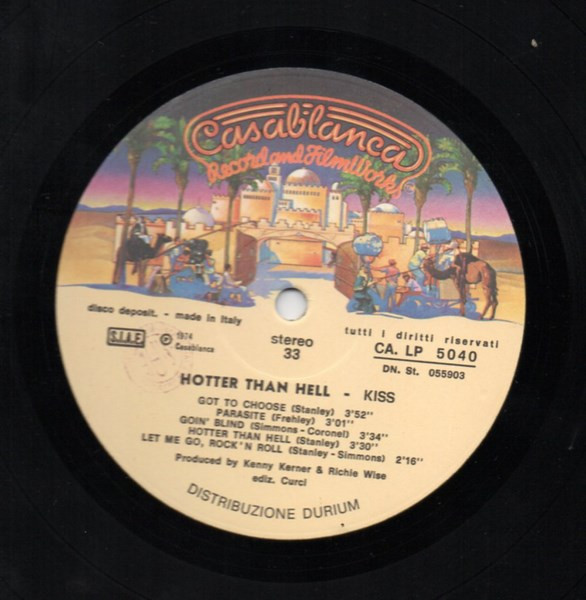 Casablanca
Record and FilmWorks
disco deposit. - made in Italy
S.I.A.E.
℗ 1974
Casablanca
stereo
33
tutti i diritti riservati
CA. LP 5040
DN. St. 055903
HOTTER THAN HELL - KISS
GOT TO CHOOSE (Stanley) 3'52''
PARASITE (Frehley) 3'01''
GOIN' BLIND (Simmons - Coronel) 3'34''
HOTTER THAN HELL (Stanley) 3'30''
LET ME GO, ROCK'N ROLL (Stanley - Simmons) 2'16''
Produced by Kenny Kerner & Richie Wise
ediz. Curci
DISTRIBUZIONE DURIUM